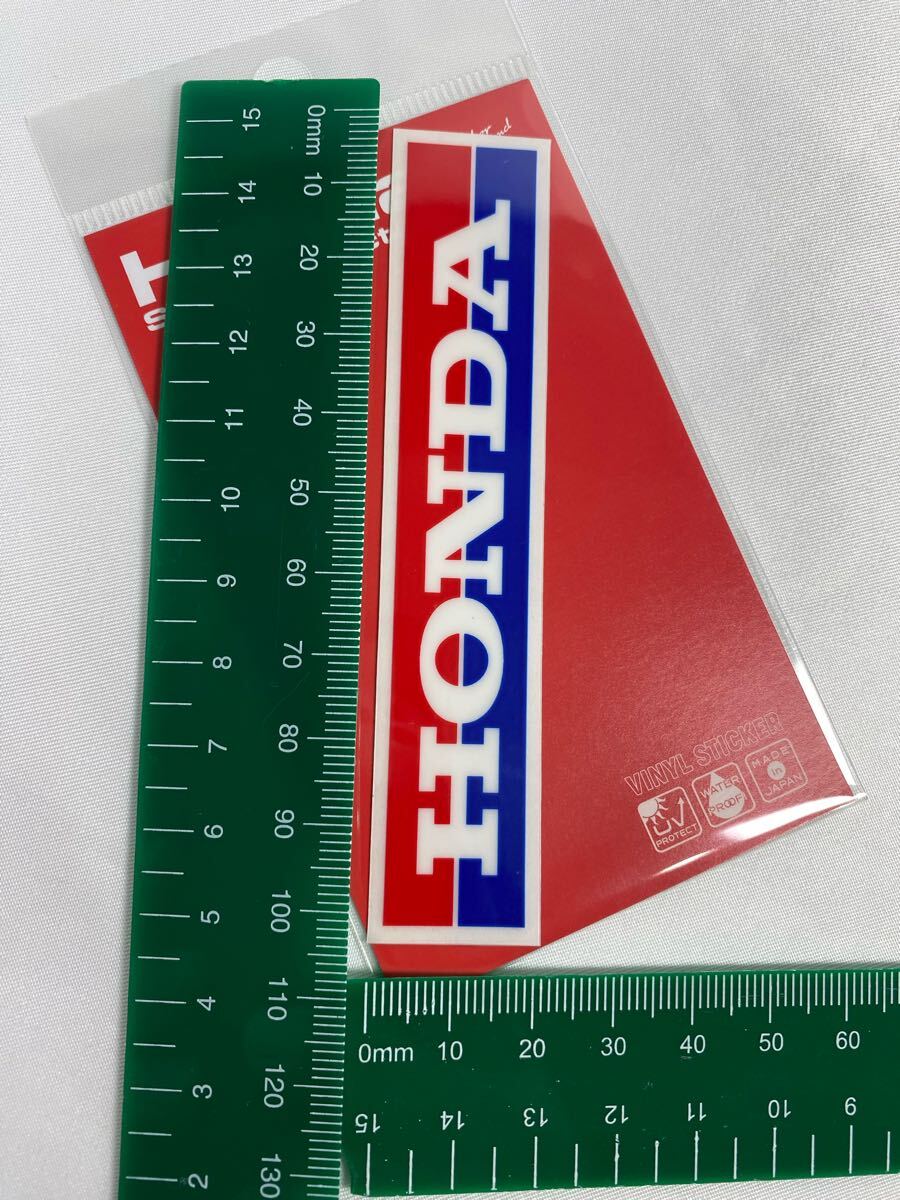 HONDA
VINYL STICKER
UV PROTECT
WATER PROOF
MADE in JAPAN
0mm 10 20 30 40 50 60 70 80 90 100 110 120 130
15 14 13 12 11 10 9 8 7 6 5 4 3 2
0mm 10 20 30 40 50 60
15 14 13 12 11 10 9